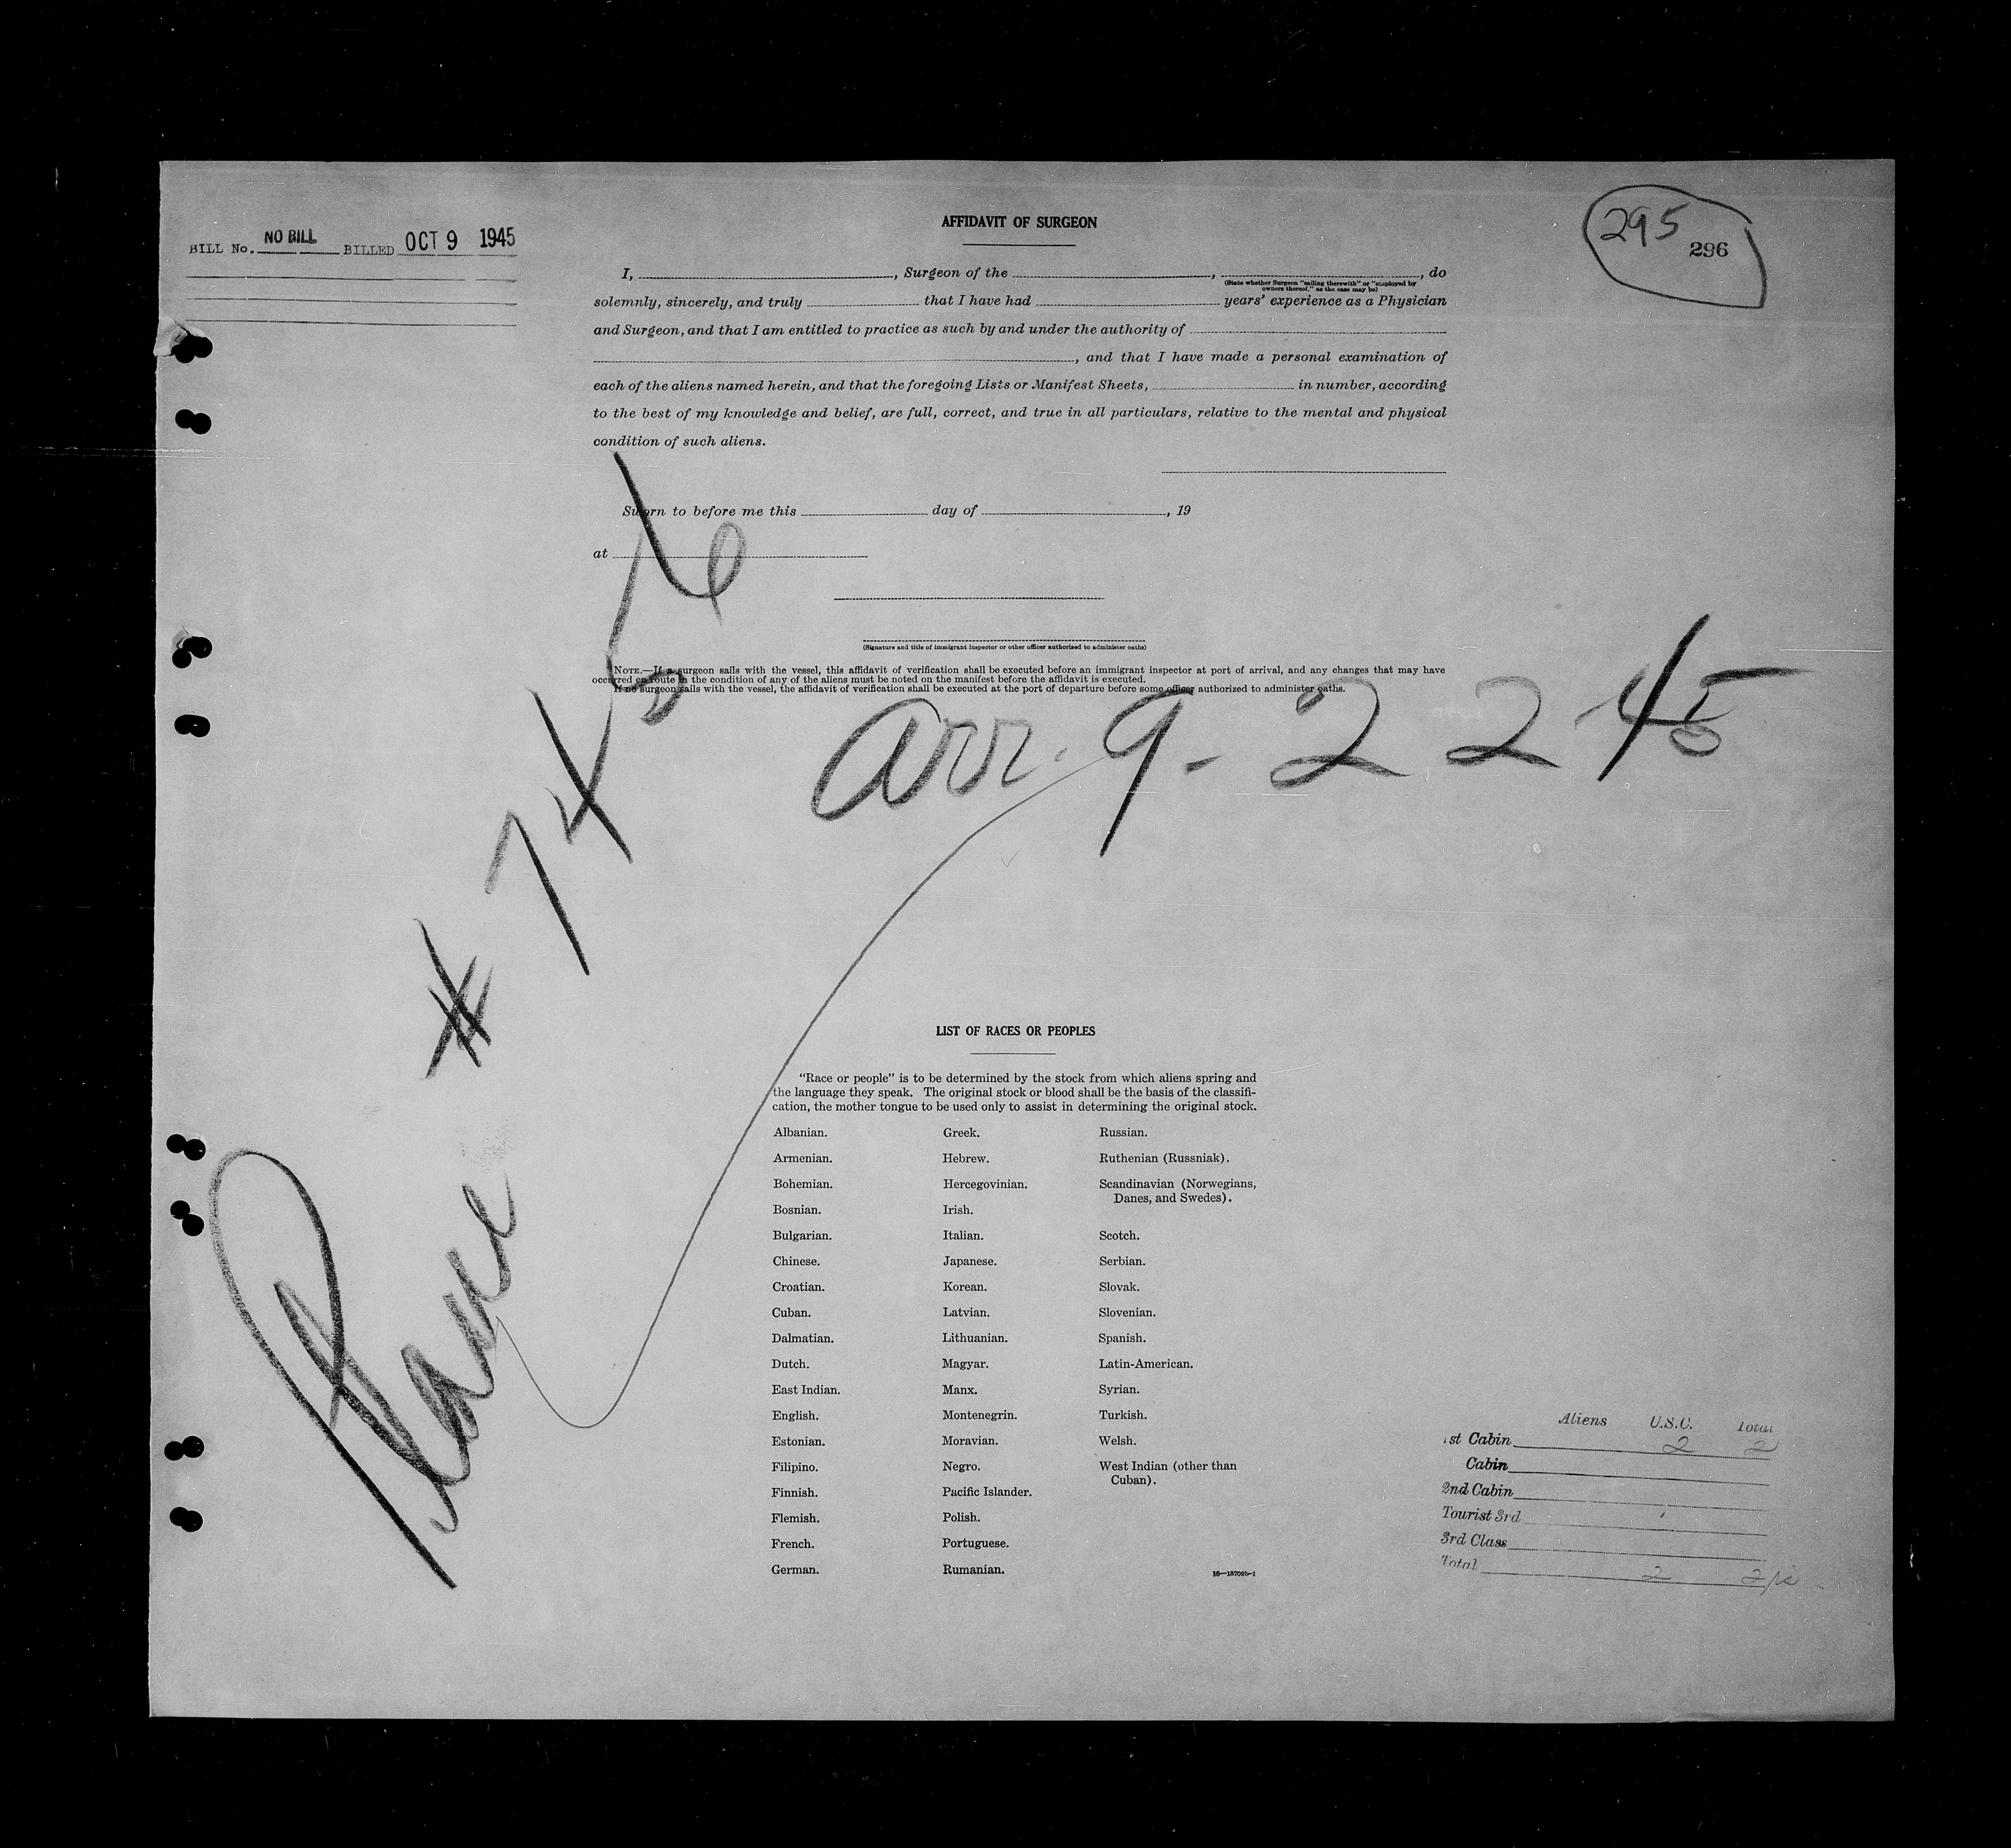 BILL No. NO BILL BILLED OCT 9 1945
295
296
AFFIDAVIT OF SURGEON
I, , Surgeon of the , , do
(State whether Surgeon "sailing therewith" or "employed by
owners thereof," as the case may be)
solemnly, sincerely, and truly that I have had years' experience as a Physician
and Surgeon, and that I am entitled to practice as such by and under the authority of
, and that I have made a personal examination of
each of the aliens named herein, and that the foregoing Lists or Manifest Sheets, in number, according
to the best of my knowledge and belief, are full, correct, and true in all particulars, relative to the mental and physical
condition of such aliens.
Sworn to before me this day of , 19
at
(Signature and title of immigrant inspector or other officer authorized to administer oaths)
NOTE.—If a surgeon sails with the vessel, this affidavit of verification shall be executed before an immigrant inspector at port of arrival, and any changes that may have
occurred en route in the condition of any of the aliens must be noted on the manifest before the affidavit is executed.
If no surgeon sails with the vessel, the affidavit of verification shall be executed at the port of departure before some officer authorized to administer oaths.
Plane # 7456
arr. 9-22-45
LIST OF RACES OR PEOPLES
"Race or people" is to be determined by the stock from which aliens spring and
the language they speak. The original stock or blood shall be the basis of the classifi-
cation, the mother tongue to be used only to assist in determining the original stock.
Albanian.
Armenian.
Bohemian.
Bosnian.
Bulgarian.
Chinese.
Croatian.
Cuban.
Dalmatian.
Dutch.
East Indian.
English.
Estonian.
Filipino.
Finnish.
Flemish.
French.
German.
Greek.
Hebrew.
Hercegovinian.
Irish.
Italian.
Japanese.
Korean.
Latvian.
Lithuanian.
Magyar.
Manx.
Montenegrin.
Moravian.
Negro.
Pacific Islander.
Polish.
Portuguese.
Rumanian.
Russian.
Ruthenian (Russniak).
Scandinavian (Norwegians,
Danes, and Swedes).
Scotch.
Serbian.
Slovak.
Slovenian.
Spanish.
Latin-American.
Syrian.
Turkish.
Welsh.
West Indian (other than
Cuban).
16—18709b-1
Aliens U.S.C. Total
1st Cabin 2 2
Cabin
2nd Cabin
Tourist 3rd
3rd Class
Total 2 2